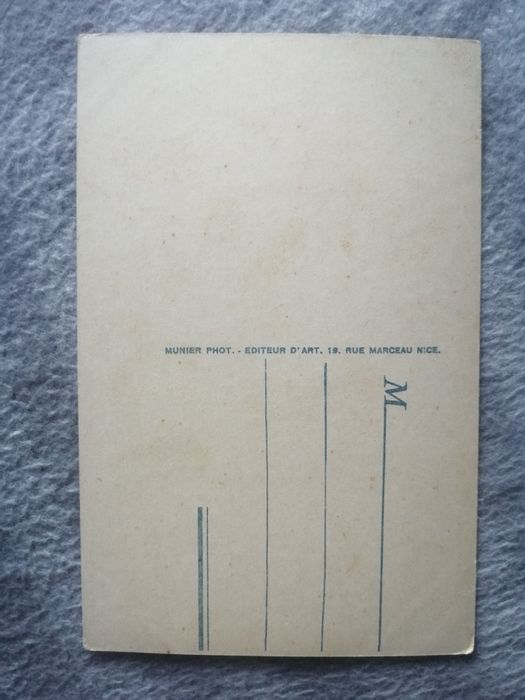 MUNIER PHOT. - EDITEUR D'ART. 19. RUE MARCEAU NICE.
M